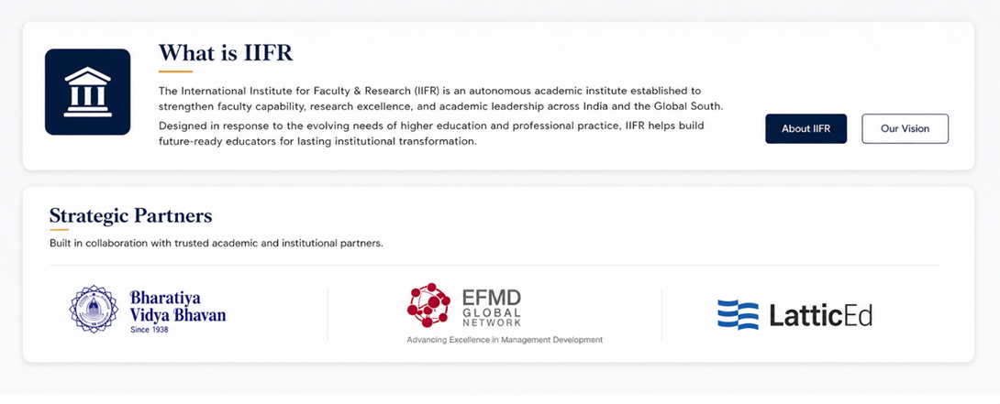 What is IIFR
The International Institute for Faculty & Research (IIFR) is an autonomous academic institute established to
strengthen faculty capability, research excellence, and academic leadership across India and the Global South.
Designed in response to the evolving needs of higher education and professional practice, IIFR helps build
future-ready educators for lasting institutional transformation.
About IIFR
Our Vision
Strategic Partners
Built in collaboration with trusted academic and institutional partners.
Bharatiya
Vidya Bhavan
Since 1938
EFMD
GLOBAL
NETWORK
Advancing Excellence in Management Development
LatticEd